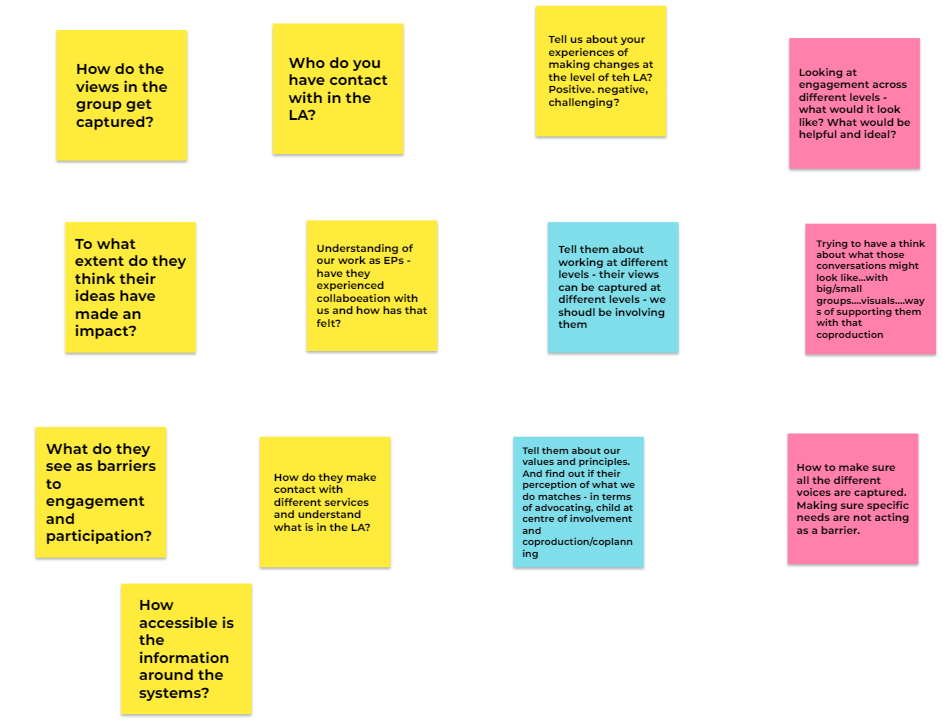 How do the
views in the
group get
captured?
Who do you
have contact
with in the
LA?
Tell us about your
experiences of
making changes at
the level of teh LA?
Positive. negative,
challenging?
Looking at
engagement across
different levels -
what would it look
like? What would be
helpful and ideal?
To what
extent do they
think their
ideas have
made an
impact?
Understanding of
our work as EPs -
have they
experienced
collaboeation with
us and how has that
felt?
Tell them about
working at different
levels - their views
can be captured at
different levels - we
shoudl be involving
them
Trying to have a think
about what those
conversations might
look like...with
big/small
groups....visuals....way
s of supporting them
with that
coproduction
What do they
see as barriers
to
engagement
and
participation?
How do they make
contact with
different services
and understand
what is in the LA?
Tell them about our
values and principles.
And find out if their
perception of what we
do matches - in terms
of advocating, child at
centre of involvement
and
coproduction/coplann
ing
How to make sure
all the different
voices are captured.
Making sure specific
needs are not acting
as a barrier.
How
accessible is
the
information
around the
systems?